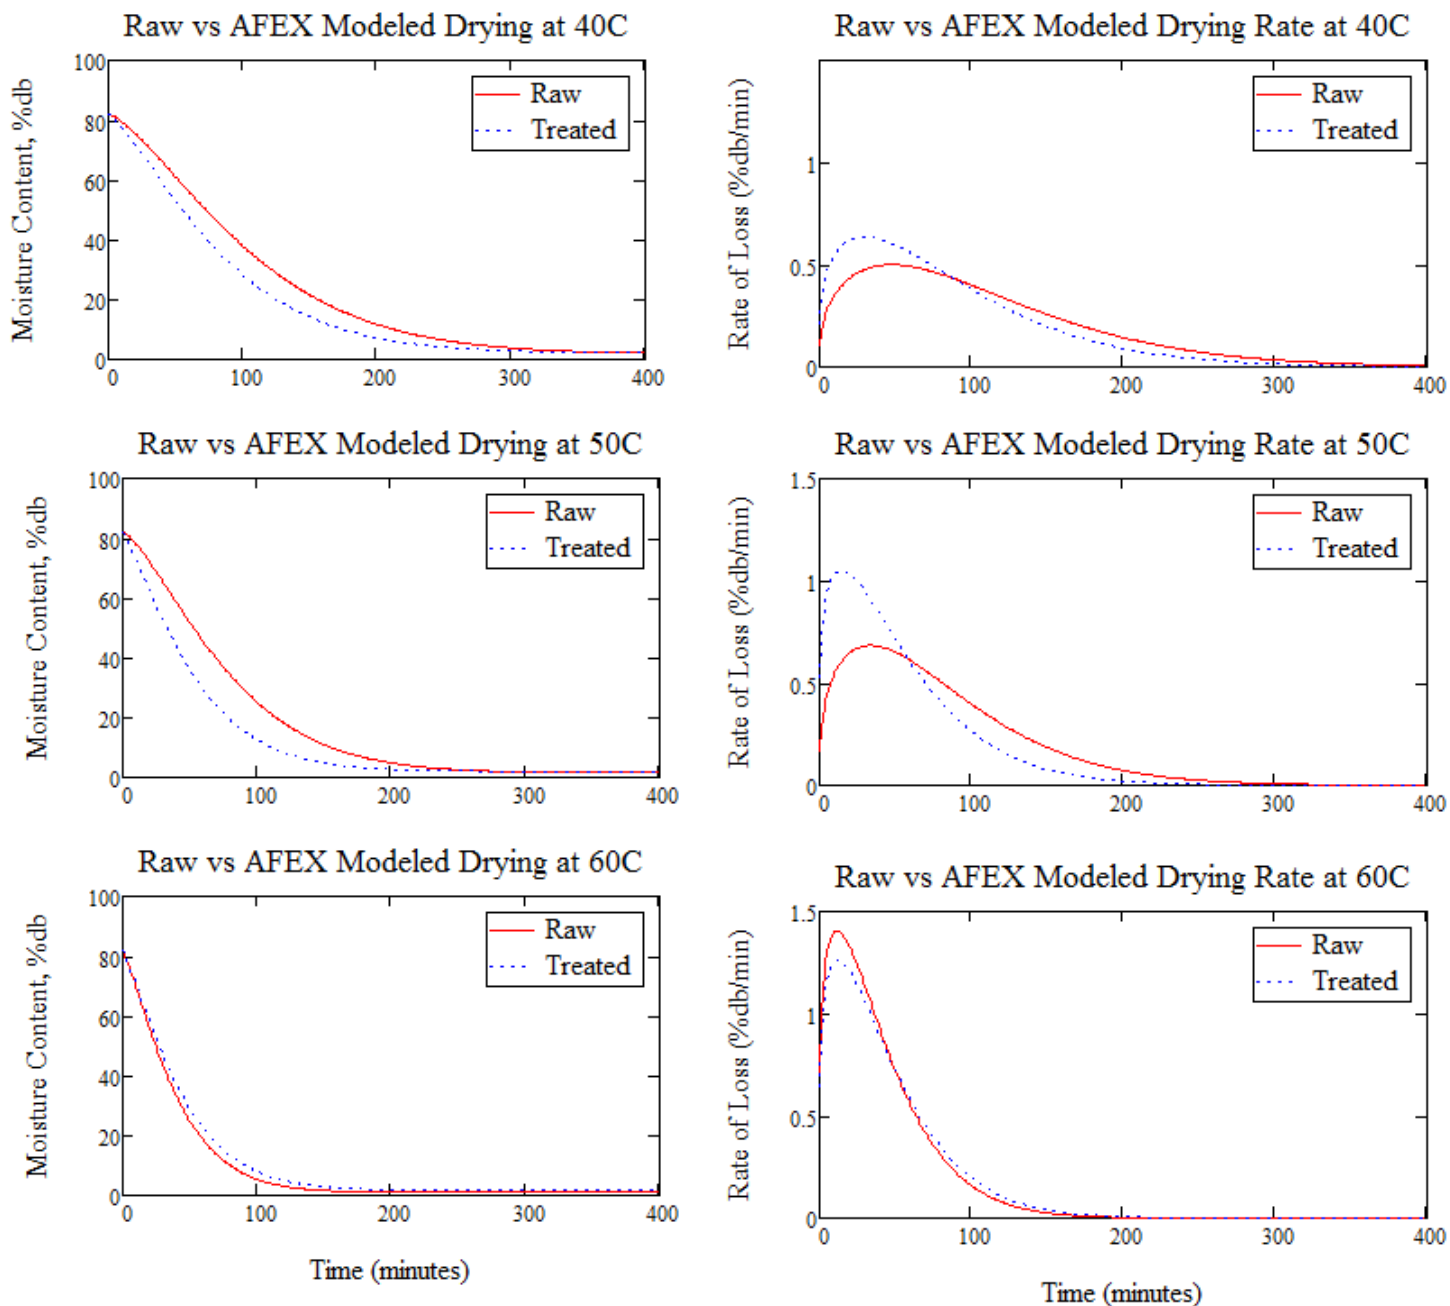 Raw vs AFEX Modeled Drying at 40C
Moisture Content, %db
100
80
60
40
20
0
0 100 200 300 400
Raw
Treated
Raw vs AFEX Modeled Drying Rate at 40C
Rate of Loss (%db/min)
1
0.5
0
0 100 200 300 400
Raw
Treated
Raw vs AFEX Modeled Drying at 50C
Moisture Content, %db
100
80
60
40
20
0
0 100 200 300 400
Raw
Treated
Raw vs AFEX Modeled Drying Rate at 50C
Rate of Loss (%db/min)
1.5
1
0.5
0
0 100 200 300 400
Raw
Treated
Raw vs AFEX Modeled Drying at 60C
Moisture Content, %db
100
80
60
40
20
0
0 100 200 300 400
Raw
Treated
Time (minutes)
Raw vs AFEX Modeled Drying Rate at 60C
Rate of Loss (%db/min)
1.5
1
0.5
0
0 100 200 300 400
Raw
Treated
Time (minutes)